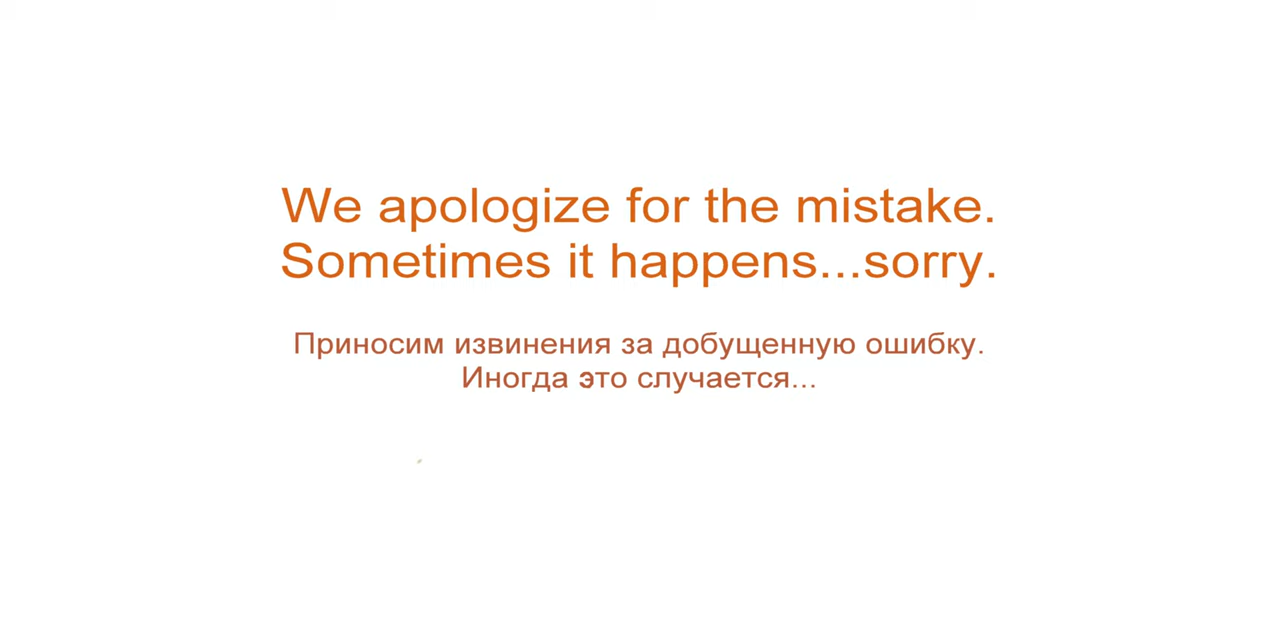 We apologize for the mistake.
Sometimes it happens...sorry.
Приносим извинения за добущенную ошибку.
Иногда это случается...